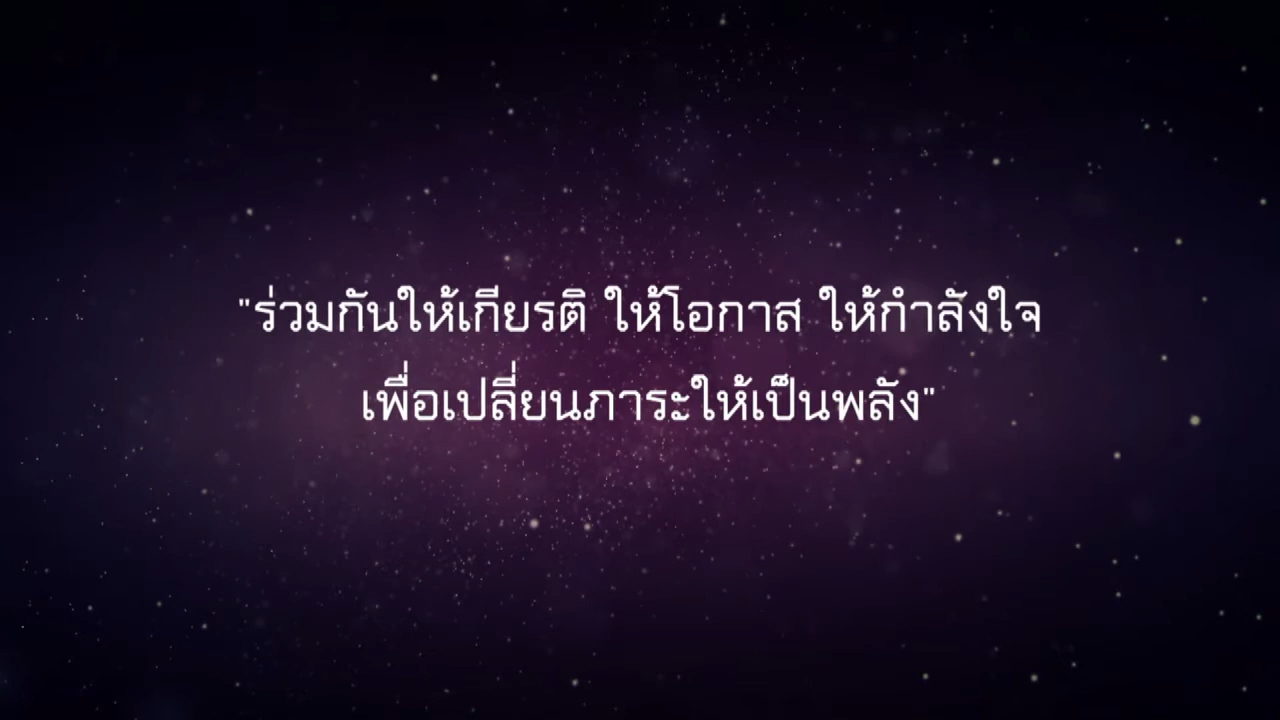 "ร่วมกันให้เกียรติ ให้โอกาส ให้กำลังใจ
เพื่อเปลี่ยนภาระให้เป็นพลัง"